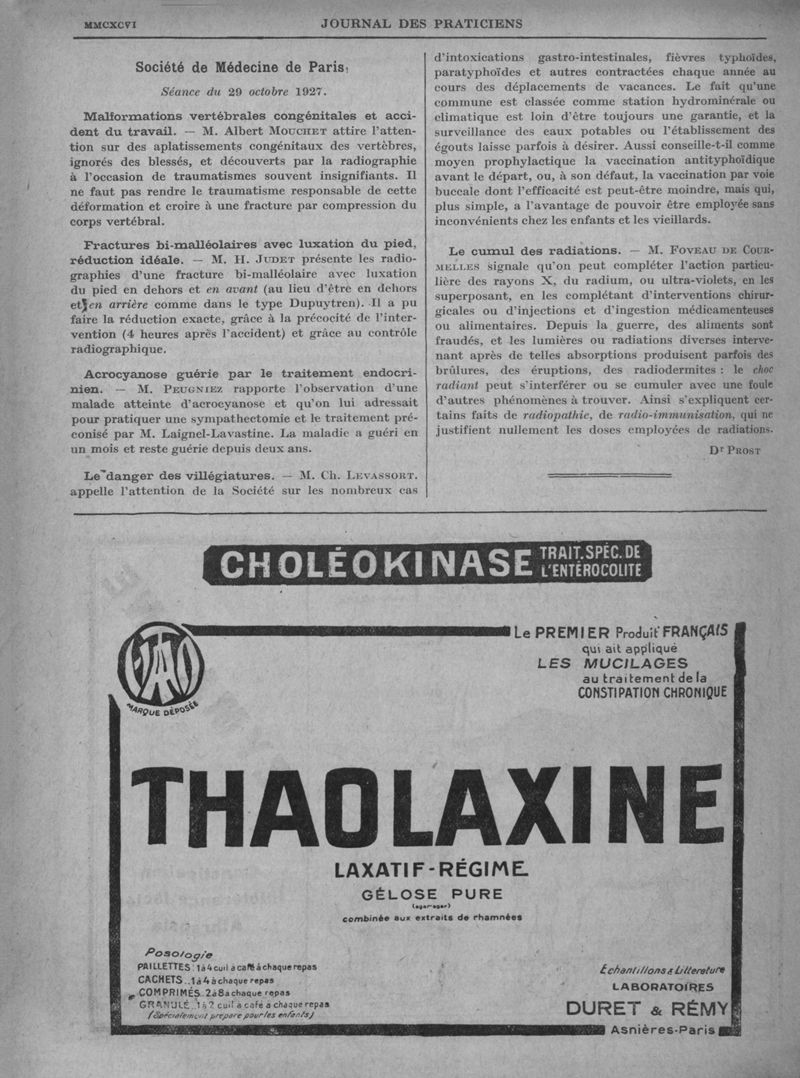 MMCXCVI
JOURNAL DES PRATICIENS
Société de Médecine de Paris
Séance du 29 octobre 1927.
Malformations vertébrales congénitales et acci-
dent du travail. — M. Albert MOUCHET attire l'atten-
tion sur des aplatissements congénitaux des vertèbres,
ignorés des blessés, et découverts par la radiographie
à l'occasion de traumatismes souvent insignifiants. Il
ne faut pas rendre le traumatisme responsable de cette
déformation et croire à une fracture par compression du
corps vertébral.
Fractures bi-malléolaires avec luxation du pied,
réduction idéale. — M. H. JUDET présente les radio-
graphies d'une fracture bi-malléolaire avec luxation
du pied en dehors et en avant (au lieu d'être en dehors
et en arrière comme dans le type Dupuytren). Il a pu
faire la réduction exacte, grâce à la précocité de l'inter-
vention (4 heures après l'accident) et grâce au contrôle
radiographique.
Acrocyanose guérie par le traitement endocri-
nien. — M. PEUGNIEZ rapporte l'observation d'une
malade atteinte d'acrocyanose et qu'on lui adressait
pour pratiquer une sympathectomie et le traitement pré-
conisé par M. Laignel-Lavastine. La maladie a guéri en
un mois et reste guérie depuis deux ans.
Le danger des villégiatures. — M. Ch. LEVASSORT.
appelle l'attention de la Société sur les nombreux cas
d'intoxications gastro-intestinales, fièvres typhoïdes,
paratyphoïdes et autres contractées chaque année au
cours des déplacements de vacances. Le fait qu'une
commune est classée comme station hydrominérale ou
climatique est loin d'être toujours une garantie, et la
surveillance des eaux potables ou l'établissement des
égouts laisse parfois à désirer. Aussi conseille-t-il comme
moyen prophylactique la vaccination antityphoïdique
avant le départ, ou, à son défaut, la vaccination par voie
buccale dont l'efficacité est peut-être moindre, mais qui,
plus simple, a l'avantage de pouvoir être employée sans
inconvénients chez les enfants et les vieillards.
Le cumul des radiations. — M. FOVEAU DE COUR-
MELLES signale qu'on peut compléter l'action particu-
lière des rayons X, du radium, ou ultra-violets, en les
superposant, en les complétant d'interventions chirur-
gicales ou d'injections et d'ingestion médicamenteuses
ou alimentaires. Depuis la guerre, des aliments sont
fraudés, et les lumières ou radiations diverses interve-
nant après de telles absorptions produisent parfois des
brûlures, des éruptions, des radiodermites : le choc
radiant peut s'interférer ou se cumuler avec une foule
d'autres phénomènes à trouver. Ainsi s'expliquent cer-
tains faits de radiopathie, de radio-immunisation, qui ne
justifient nullement les doses employées de radiations.
Dr PROST
CHOLÉOKINASE TRAIT. SPÉC. DE
L'ENTÉROCOLITE
Le PREMIER Produit FRANÇAIS
qui ait appliqué
LES MUCILAGES
au traitement de la
CONSTIPATION CHRONIQUE
MARQUE DÉPOSÉE
THAOLAXINE
LAXATIF-RÉGIME
GÉLOSE PURE
(agar-agar)
combinée aux extraits de rhamnées
Posologie
PAILLETTES : 1 à 4 cuil à café à chaque repas
CACHETS .. 1 à 4 à chaque repas
COMPRIMÉS .. 2 à 8 à chaque repas
GRANULÉ .. 1 à 2 cuil à café à chaque repas
(Spécialement préparé pour les enfants)
Échantillons & Litterature
LABORATOIRES
DURET & RÉMY
Asnières-Paris